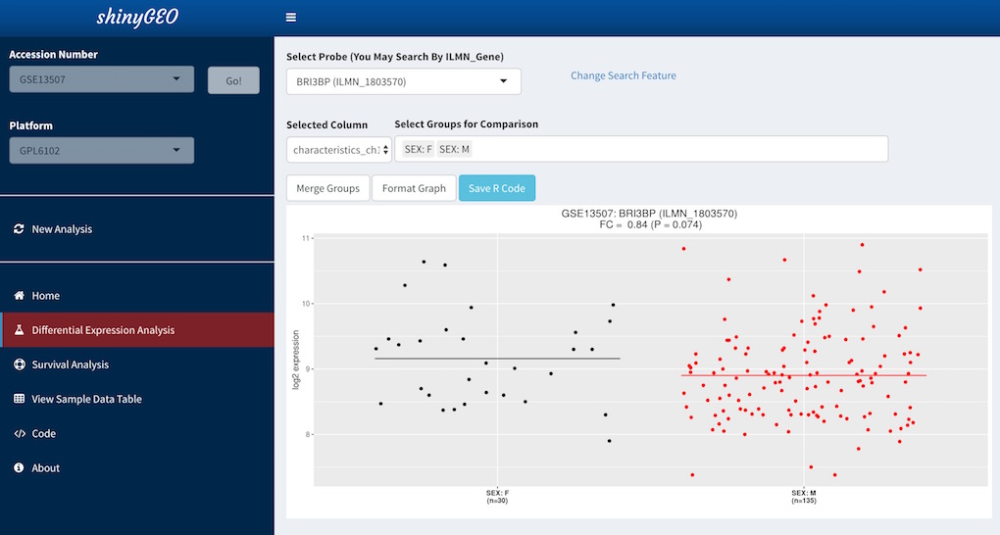 shinyGEO
Accession Number
GSE13507
Go!
Platform
GPL6102
New Analysis
Home
Differential Expression Analysis
Survival Analysis
View Sample Data Table
</> Code
About
Select Probe (You May Search By ILMN_Gene)
BRI3BP (ILMN_1803570)
Change Search Feature
Selected Column
characteristics_ch1
Select Groups for Comparison
SEX: F SEX: M
Merge Groups
Format Graph
Save R Code
GSE13507: BRI3BP (ILMN_1803570)
FC = 0.84 (P = 0.074)
log2 expression
11
10
9
8
SEX: F
(n=30)
SEX: M
(n=135)